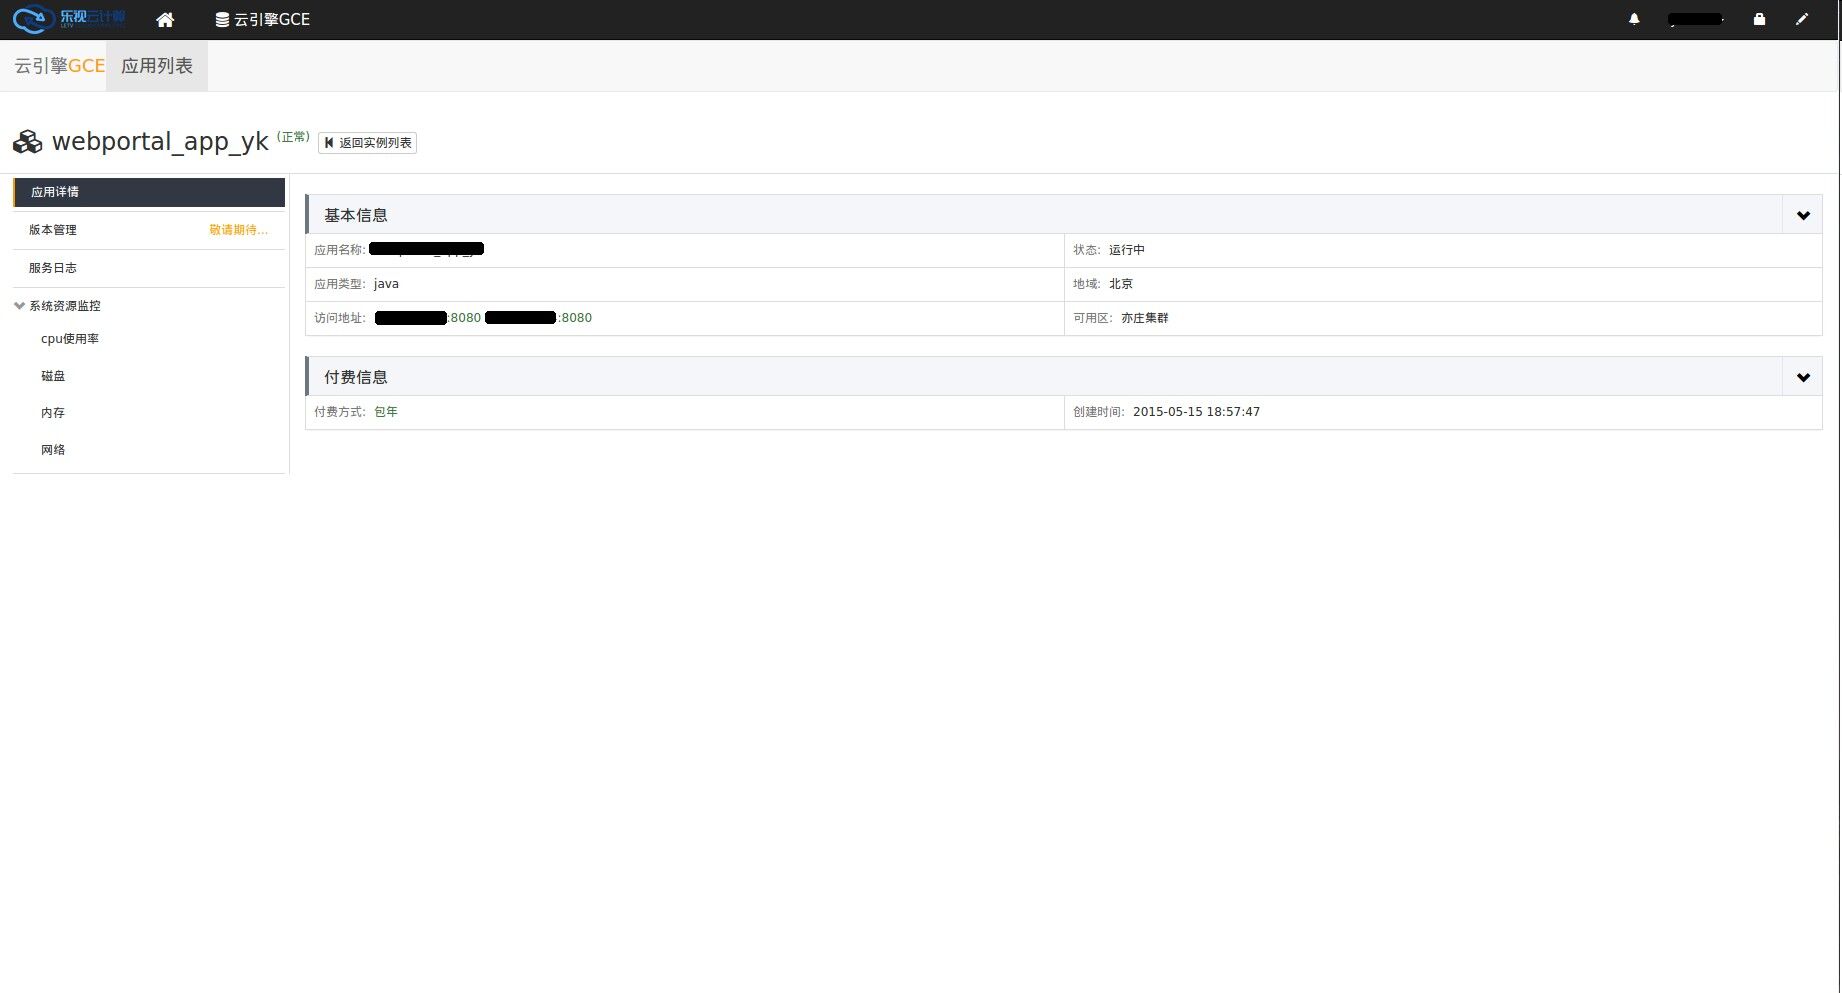 乐视云计算
云引擎GCE
云引擎GCE 应用列表
webportal_app_yk (正常) 返回实例列表
应用详情
版本管理 敬请期待...
服务日志
系统资源监控
cpu使用率
磁盘
内存
网络
基本信息
应用名称:
状态: 运行中
应用类型: java
地域: 北京
访问地址: :8080 :8080
可用区: 亦庄集群
付费信息
付费方式: 包年
创建时间: 2015-05-15 18:57:47